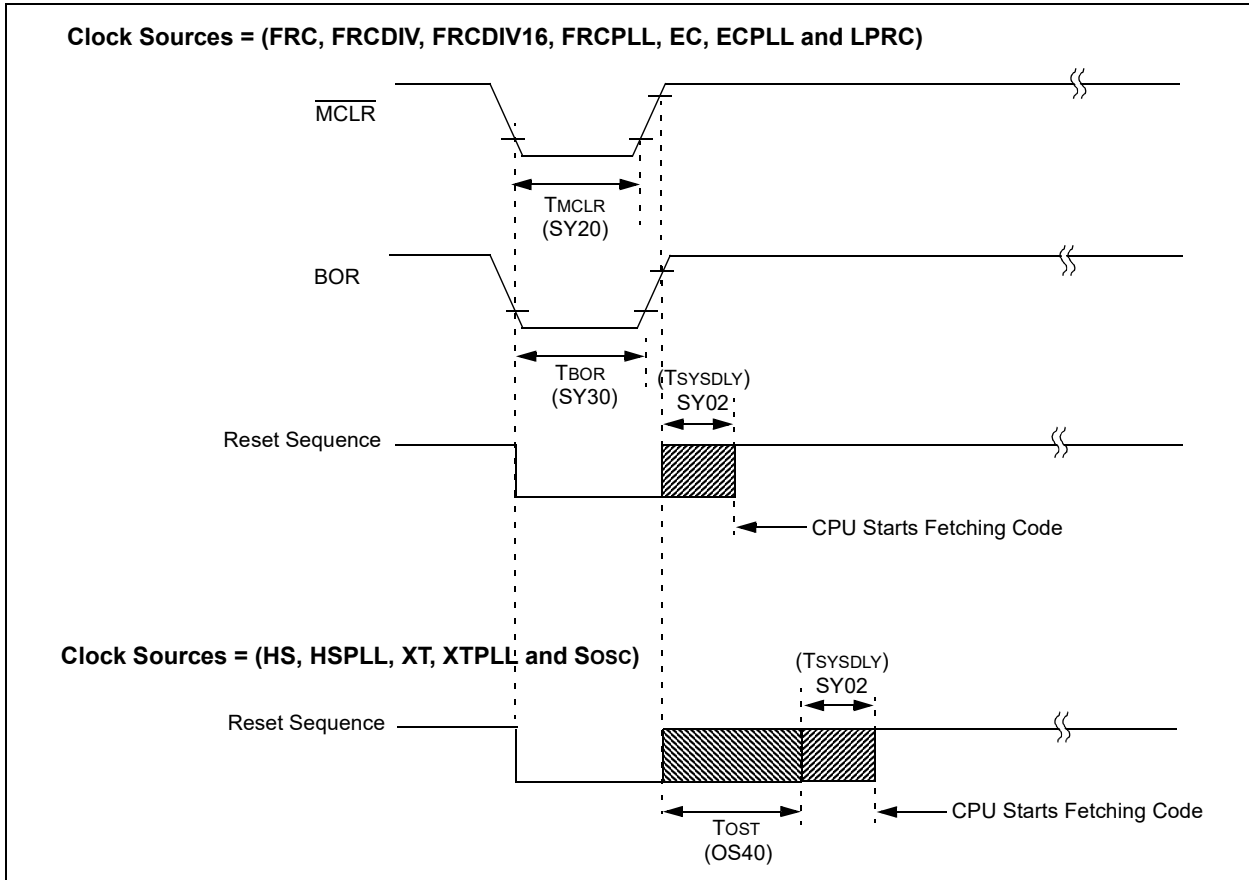 Clock Sources = (FRC, FRCDIV, FRCDIV16, FRCPLL, EC, ECPLL and LPRC)
MCLR
TMCLR
(SY20)
BOR
TBOR
(SY30)
(TSYSDLY)
SY02
Reset Sequence
CPU Starts Fetching Code
Clock Sources = (HS, HSPLL, XT, XTPLL and SOSC)
(TSYSDLY)
SY02
Reset Sequence
CPU Starts Fetching Code
TOST
(OS40)